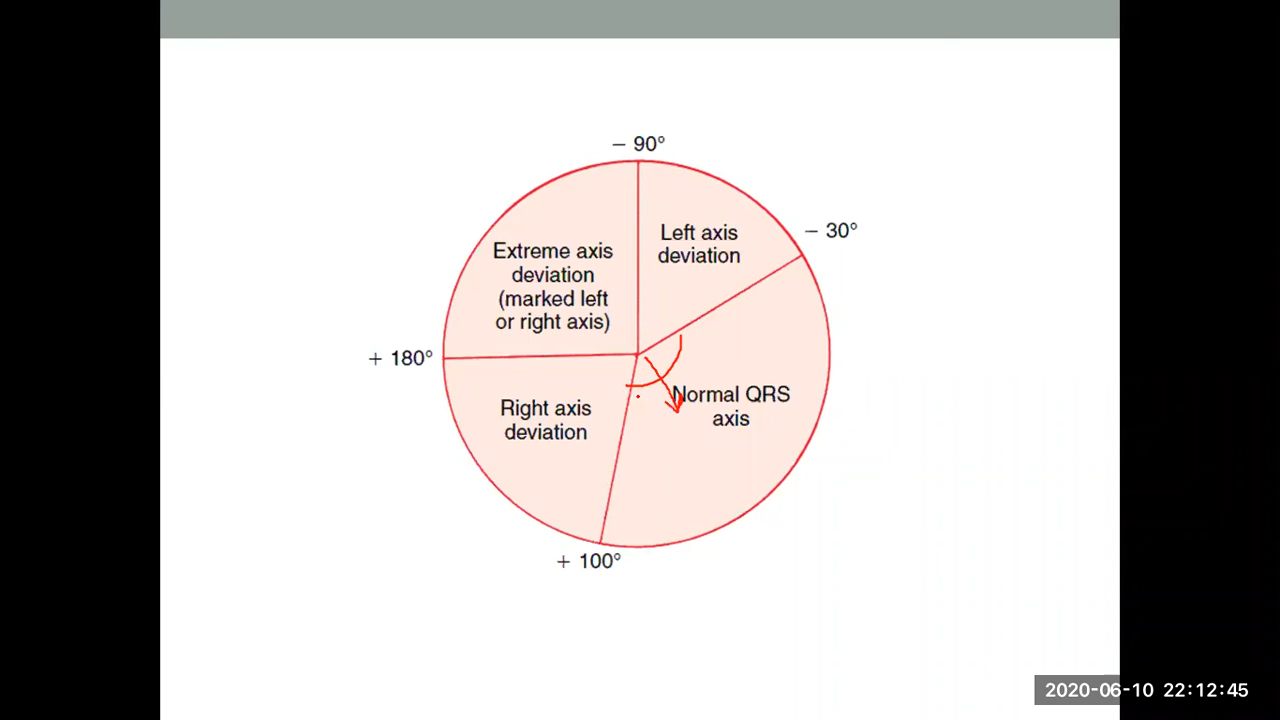 − 90°
− 30°
Left axis
deviation
Extreme axis
deviation
(marked left
or right axis)
+ 180°
Normal QRS
axis
Right axis
deviation
+ 100°
2020-06-10 22:12:45